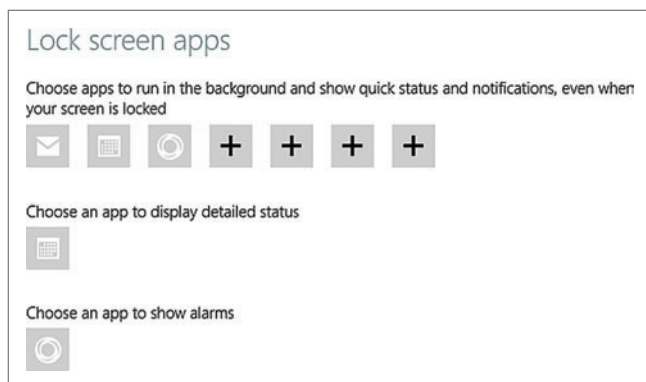 Lock screen apps
Choose apps to run in the background and show quick status and notifications, even when
your screen is locked
+ + + +
Choose an app to display detailed status
Choose an app to show alarms